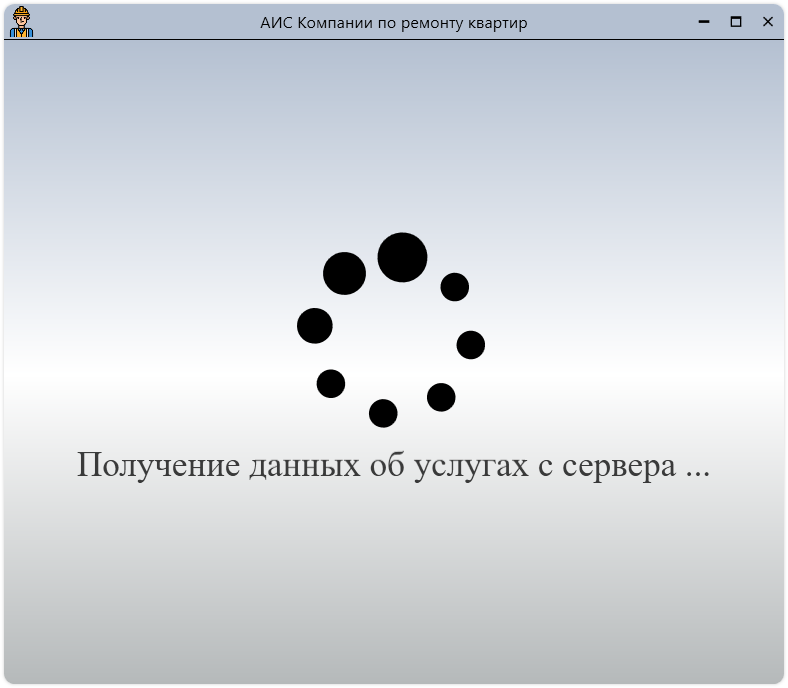 АИС Компании по ремонту квартир
Получение данных об услугах с сервера ...